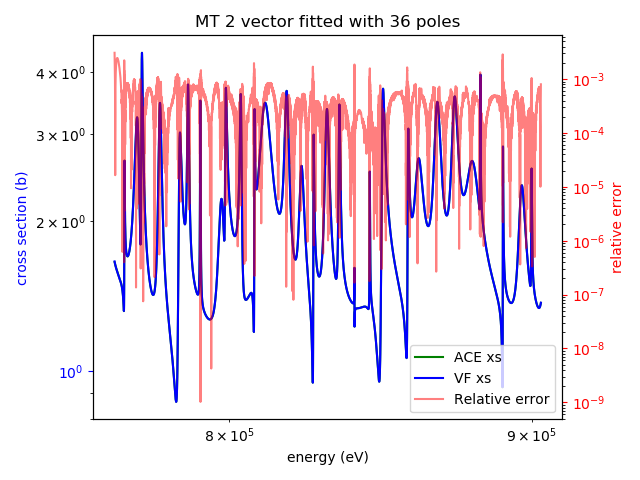 MT 2 vector fitted with 36 poles
4 × 10⁰
3 × 10⁰
2 × 10⁰
10⁰
cross section (b)
10⁻³
10⁻⁴
10⁻⁵
10⁻⁶
10⁻⁷
10⁻⁸
10⁻⁹
relative error
ACE xs
VF xs
Relative error
8 × 10⁵
9 × 10⁵
energy (eV)